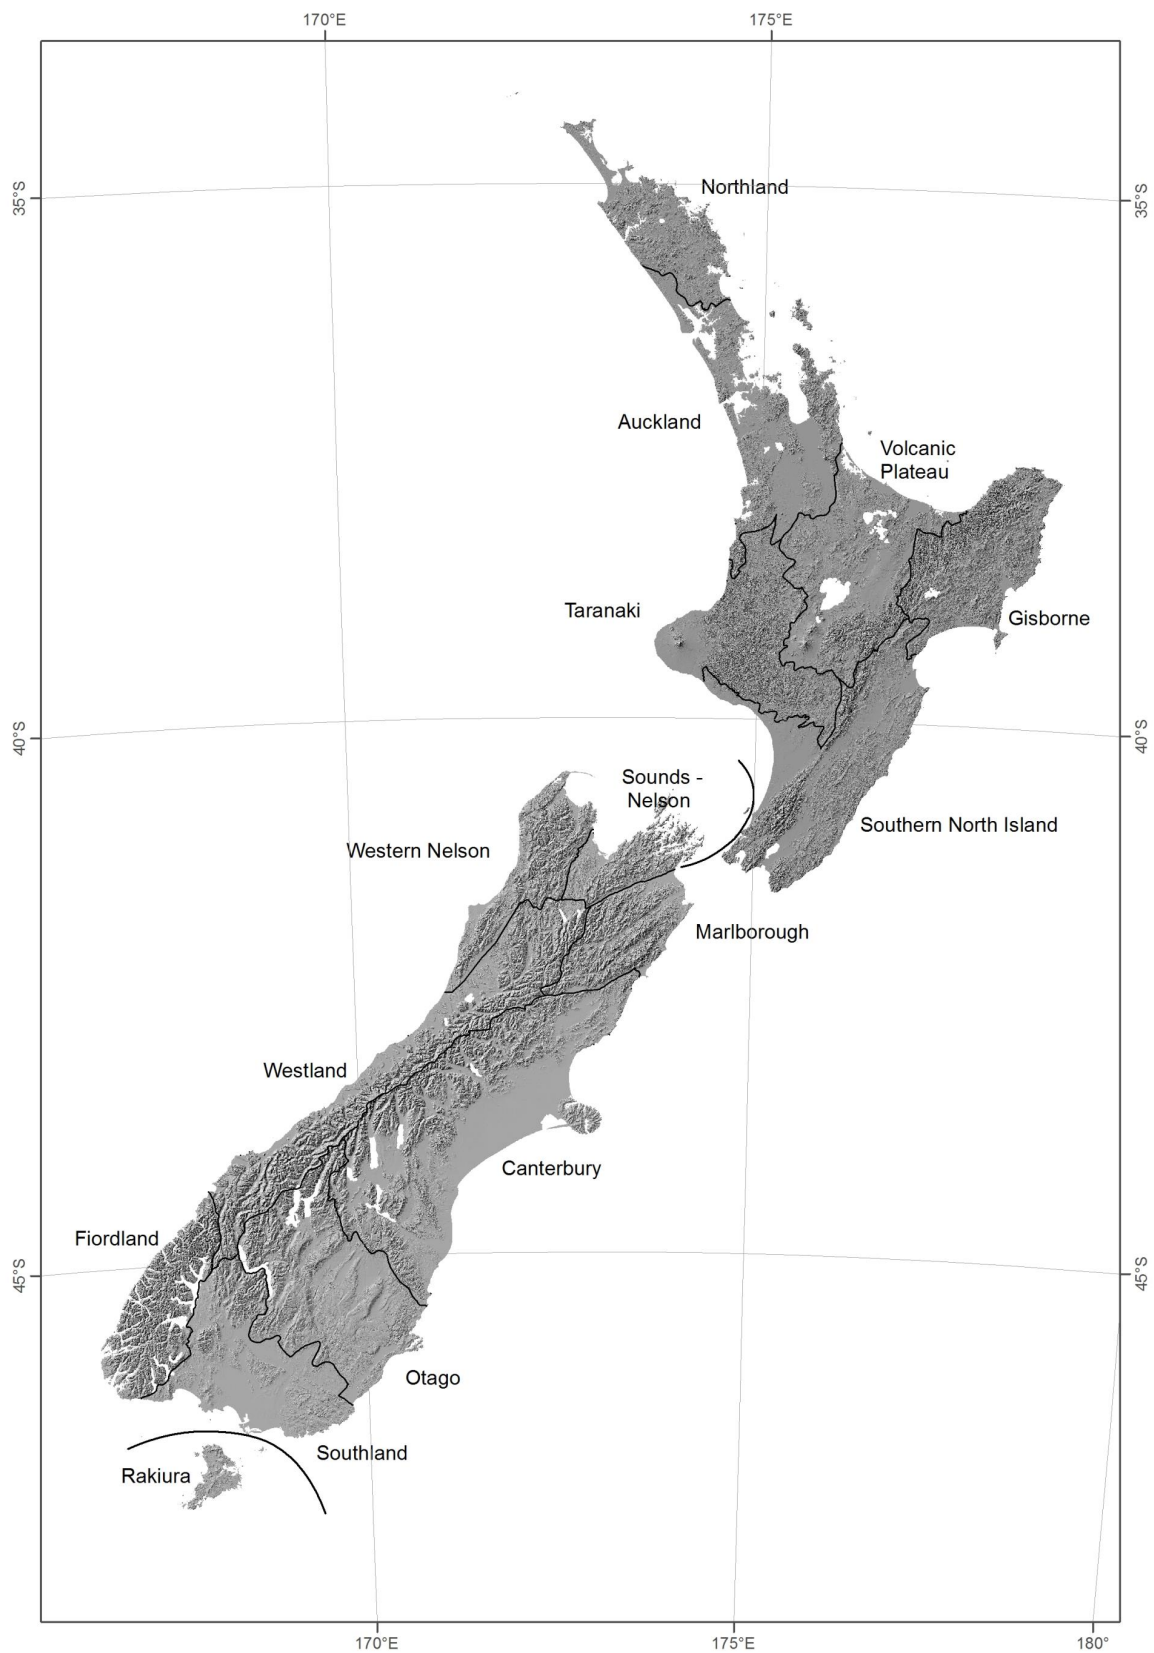 170°E
175°E
35°S
35°S
Northland
Auckland
Volcanic
Plateau
Taranaki
Gisborne
40°S
40°S
Sounds -
Nelson
Southern North Island
Western Nelson
Marlborough
Westland
Canterbury
Fiordland
45°S
45°S
Otago
Southland
Rakiura
170°E
175°E
180°